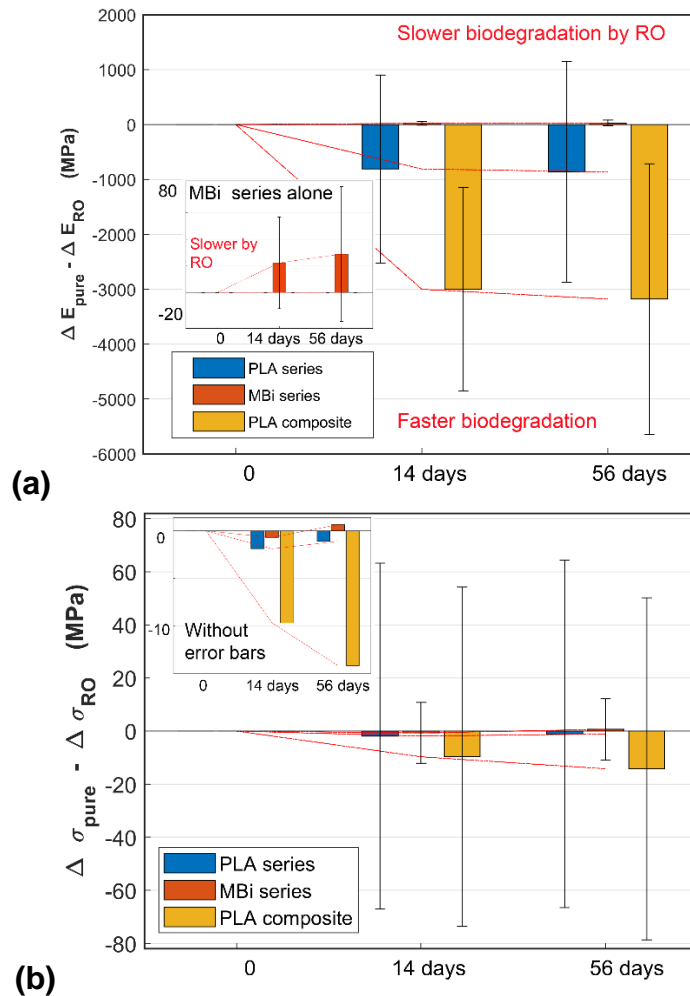 2000
1000
0
-1000
-2000
-3000
-4000
-5000
-6000
Δ E_pure - Δ E_RO (MPa)
Slower biodegradation by RO
80
MBi series alone
Slower by
RO
-20
0 14 days 56 days
PLA series
MBi series
PLA composite
Faster biodegradation
0 14 days 56 days
(a)
80
60
40
20
0
-20
-40
-60
-80
Δ σ_pure - Δ σ_RO (MPa)
0
-10
Without
error bars
0 14 days 56 days
PLA series
MBi series
PLA composite
0 14 days 56 days
(b)